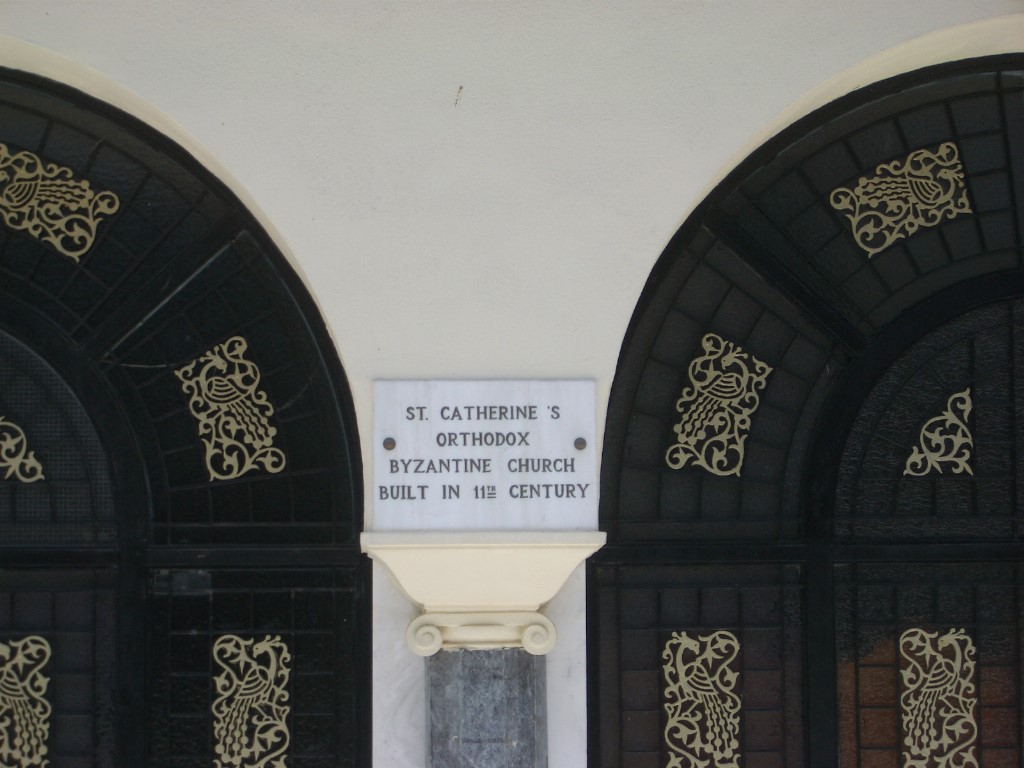 ST. CATHERINE 'S
ORTHODOX
BYZANTINE CHURCH
BUILT IN 11TH CENTURY